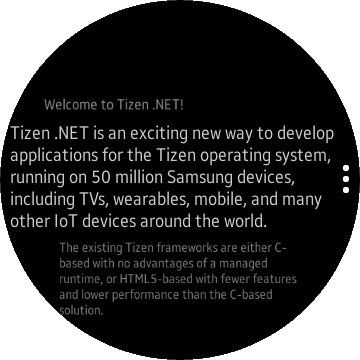 Welcome to Tizen .NET!
Tizen .NET is an exciting new way to develop
applications for the Tizen operating system,
running on 50 million Samsung devices,
including TVs, wearables, mobile, and many
other IoT devices around the world.
The existing Tizen frameworks are either C-
based with no advantages of a managed
runtime, or HTML5-based with fewer features
and lower performance than the C-based
solution.